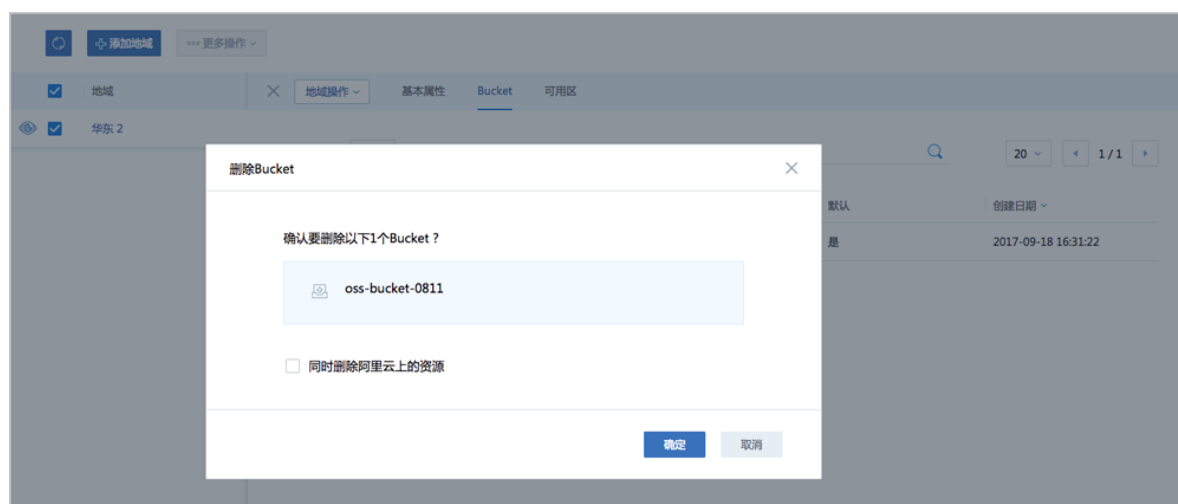 添加地域 更多操作
地域 地域操作 基本属性 Bucket 可用区
华东 2
20 1 / 1
删除Bucket
默认 创建日期
确认要删除以下1个Bucket？
是 2017-09-18 16:31:22
oss-bucket-0811
同时删除阿里云上的资源
确定 取消